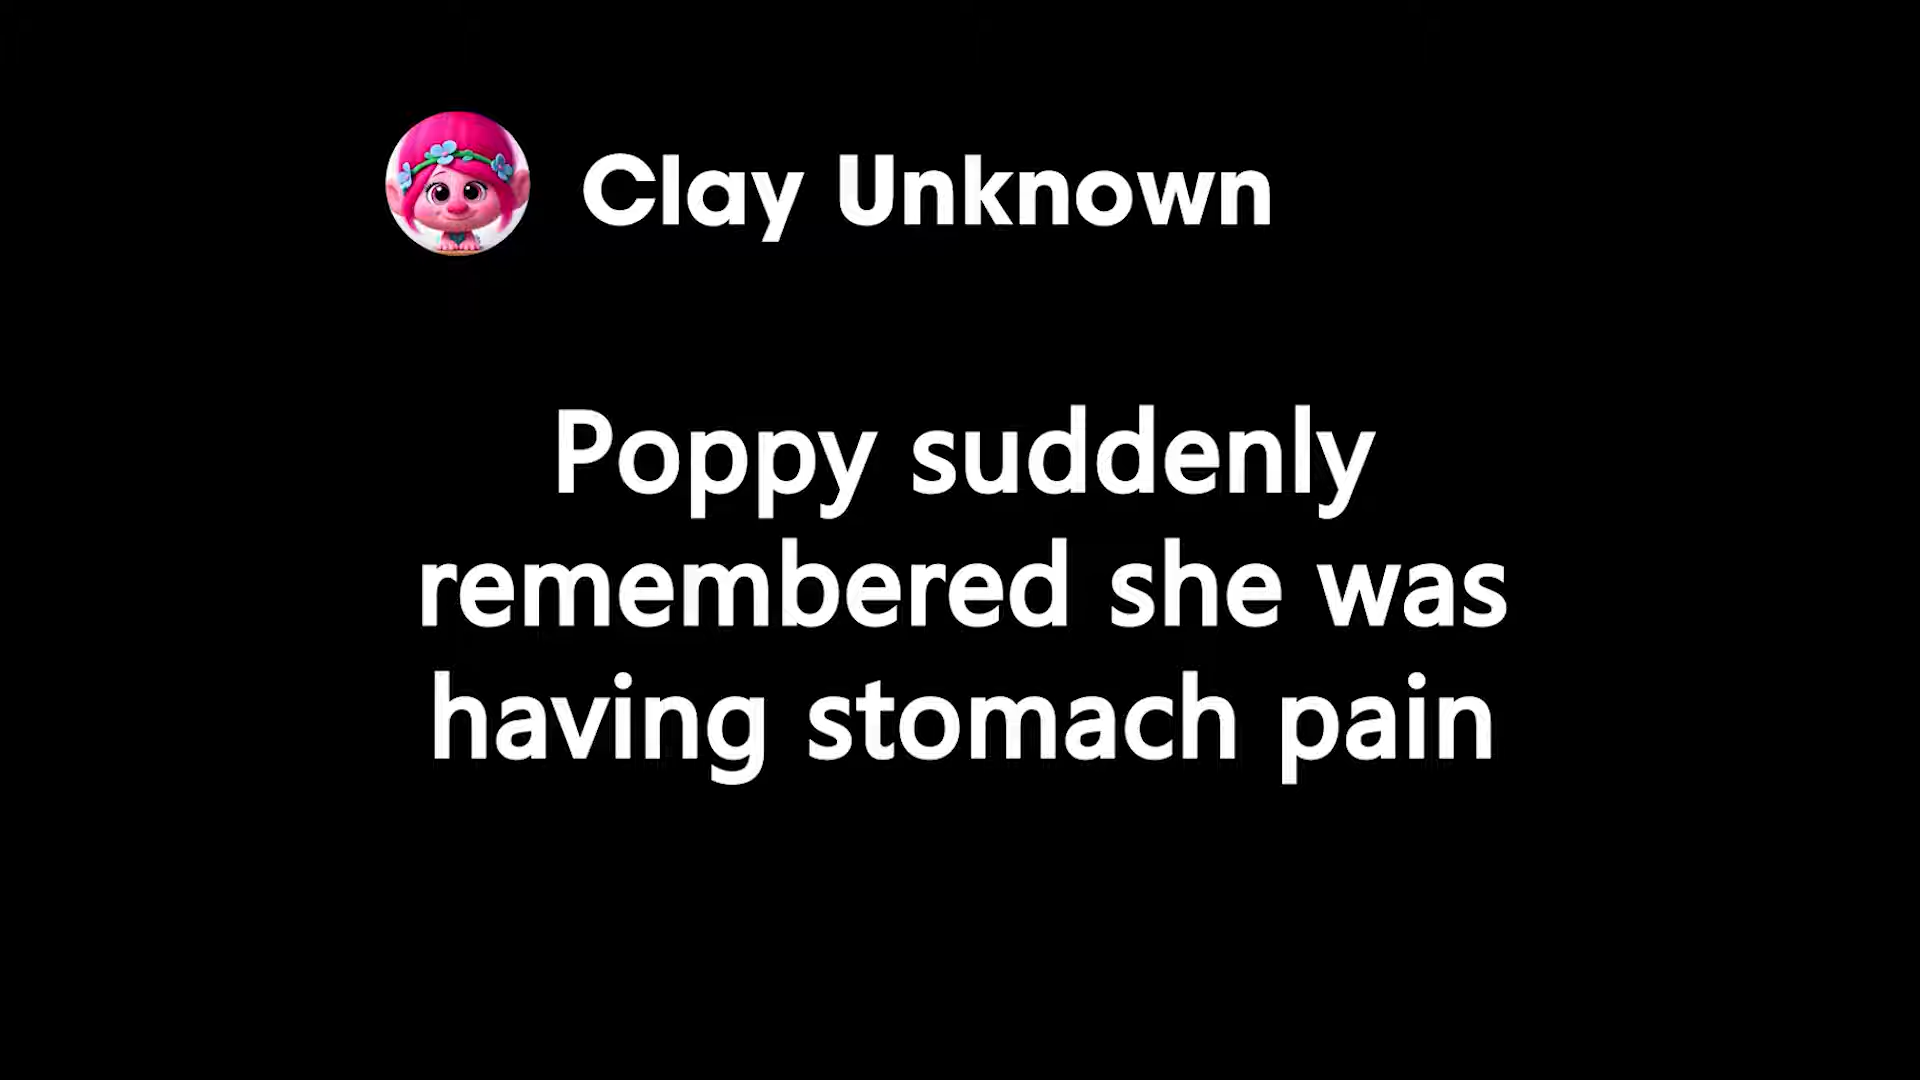 Clay Unknown
Poppy suddenly
remembered she was
having stomach pain